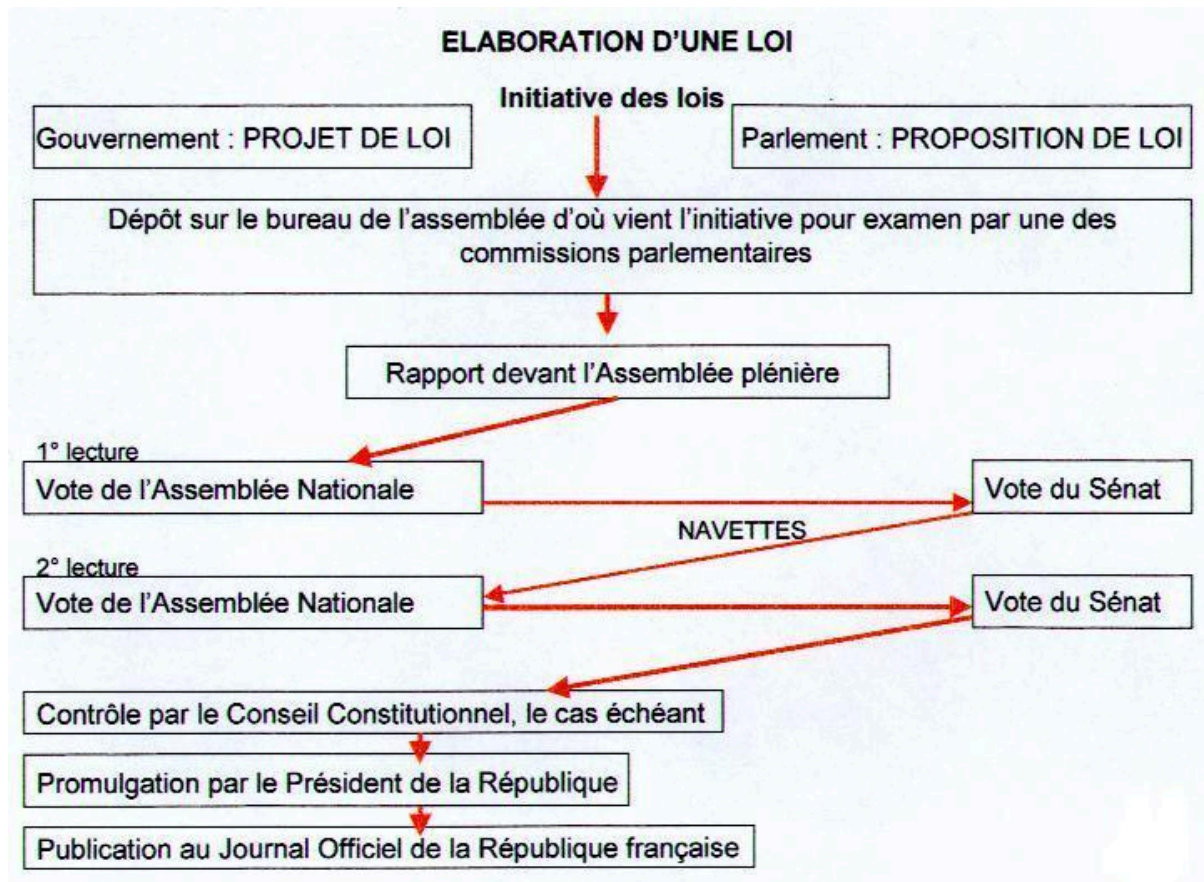 ELABORATION D'UNE LOI
Initiative des lois
Gouvernement : PROJET DE LOI
Parlement : PROPOSITION DE LOI
Dépôt sur le bureau de l'assemblée d'où vient l'initiative pour examen par une des
commissions parlementaires
Rapport devant l'Assemblée plénière
1° lecture
Vote de l'Assemblée Nationale
Vote du Sénat
NAVETTES
2° lecture
Vote de l'Assemblée Nationale
Vote du Sénat
Contrôle par le Conseil Constitutionnel, le cas échéant
Promulgation par le Président de la République
Publication au Journal Officiel de la République française